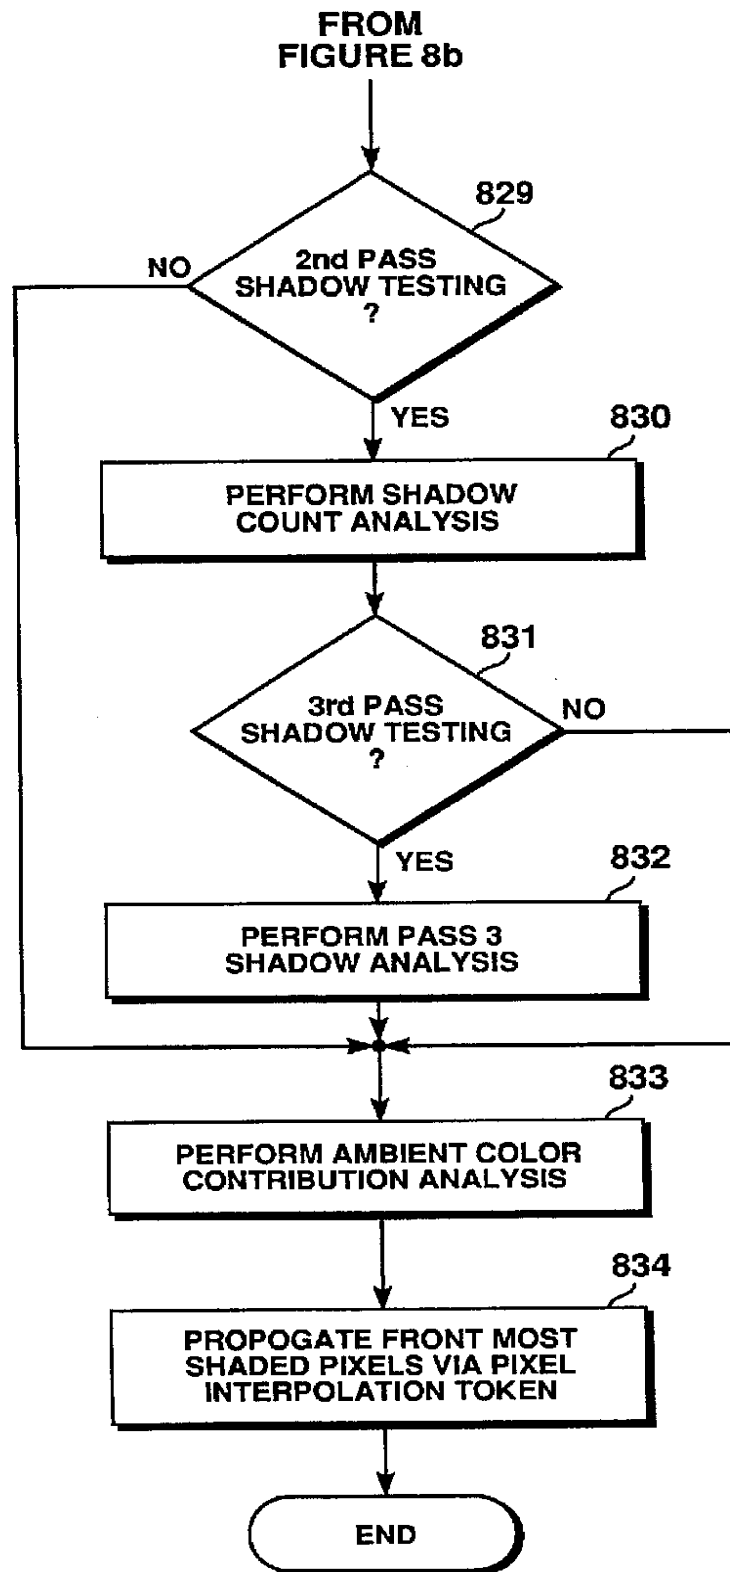 FROM
FIGURE 8b
829
2nd PASS
SHADOW TESTING
?
NO
YES
830
PERFORM SHADOW
COUNT ANALYSIS
831
3rd PASS
SHADOW TESTING
?
NO
YES
832
PERFORM PASS 3
SHADOW ANALYSIS
833
PERFORM AMBIENT COLOR
CONTRIBUTION ANALYSIS
834
PROPOGATE FRONT MOST
SHADED PIXELS VIA PIXEL
INTERPOLATION TOKEN
END